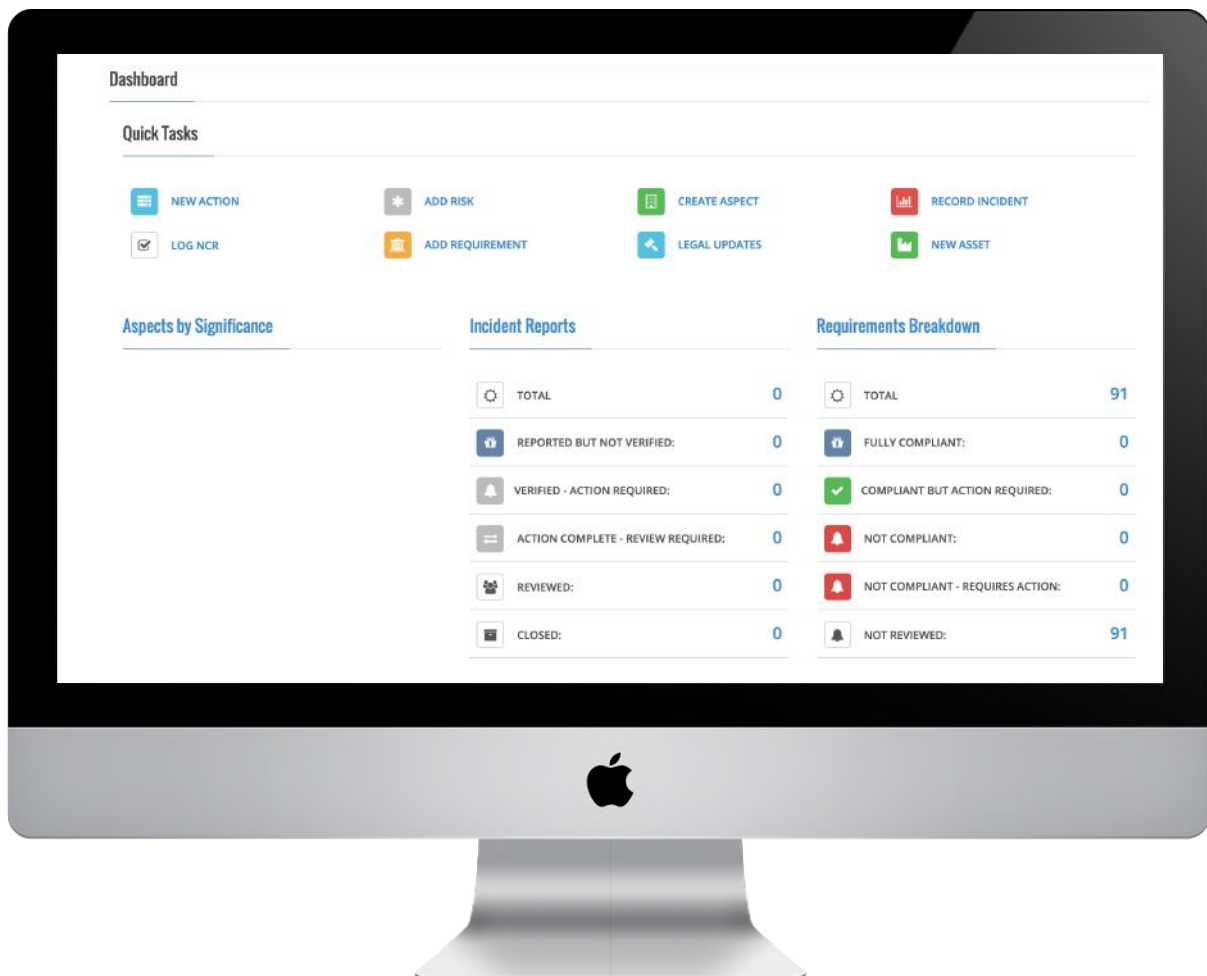 Dashboard
Quick Tasks
NEW ACTION
ADD RISK
CREATE ASPECT
RECORD INCIDENT
LOG NCR
ADD REQUIREMENT
LEGAL UPDATES
NEW ASSET
Aspects by Significance
Incident Reports
TOTAL 0
REPORTED BUT NOT VERIFIED: 0
VERIFIED - ACTION REQUIRED: 0
ACTION COMPLETE - REVIEW REQUIRED: 0
REVIEWED: 0
CLOSED: 0
Requirements Breakdown
TOTAL 91
FULLY COMPLIANT: 0
COMPLIANT BUT ACTION REQUIRED: 0
NOT COMPLIANT: 0
NOT COMPLIANT - REQUIRES ACTION: 0
NOT REVIEWED: 91